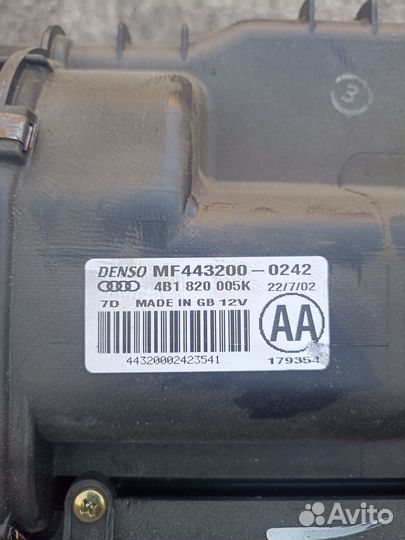 3
DENSO MF443200-0242
4B1 820 005K 22/7/02
7D MADE IN GB 12V
AA
44320002423541 179354
Avito